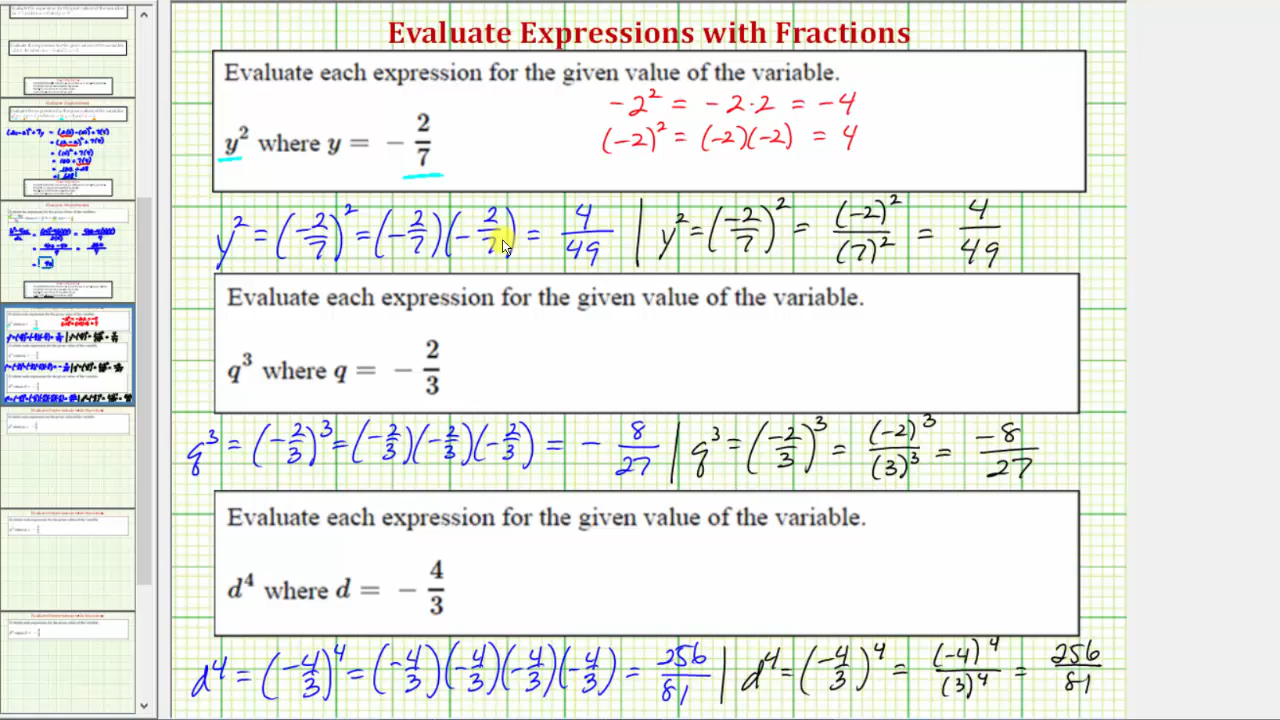 Evaluate Expressions with Fractions
Evaluate each expression for the given value of the variable.
-2² = -2·2 = -4
y² where y = -2/7
(-2)² = (-2)(-2) = 4
y² = (-2/7)² = (-2/7)(-2/7) = 4/49 | y² = (-2/7)² = (-2)²/(7)² = 4/49
Evaluate each expression for the given value of the variable.
q³ where q = -2/3
q³ = (-2/3)³ = (-2/3)(-2/3)(-2/3) = -8/27 | q³ = (-2/3)³ = (-2)³/(3)³ = -8/27
Evaluate each expression for the given value of the variable.
d⁴ where d = -4/3
d⁴ = (-4/3)⁴ = (-4/3)(-4/3)(-4/3)(-4/3) = 256/81 | d⁴ = (-4/3)⁴ = (-4)⁴/(3)⁴ = 256/81